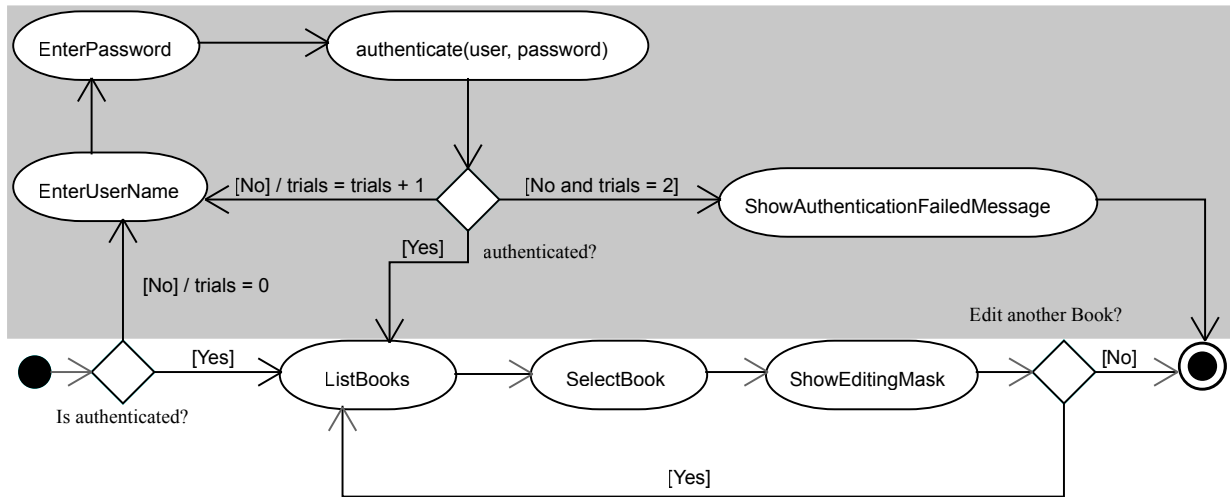 EnterPassword
authenticate(user, password)
EnterUserName
[No] / trials = trials + 1
[No and trials = 2]
ShowAuthenticationFailedMessage
[Yes]
authenticated?
[No] / trials = 0
Edit another Book?
[Yes]
ListBooks
SelectBook
ShowEditingMask
[No]
Is authenticated?
[Yes]